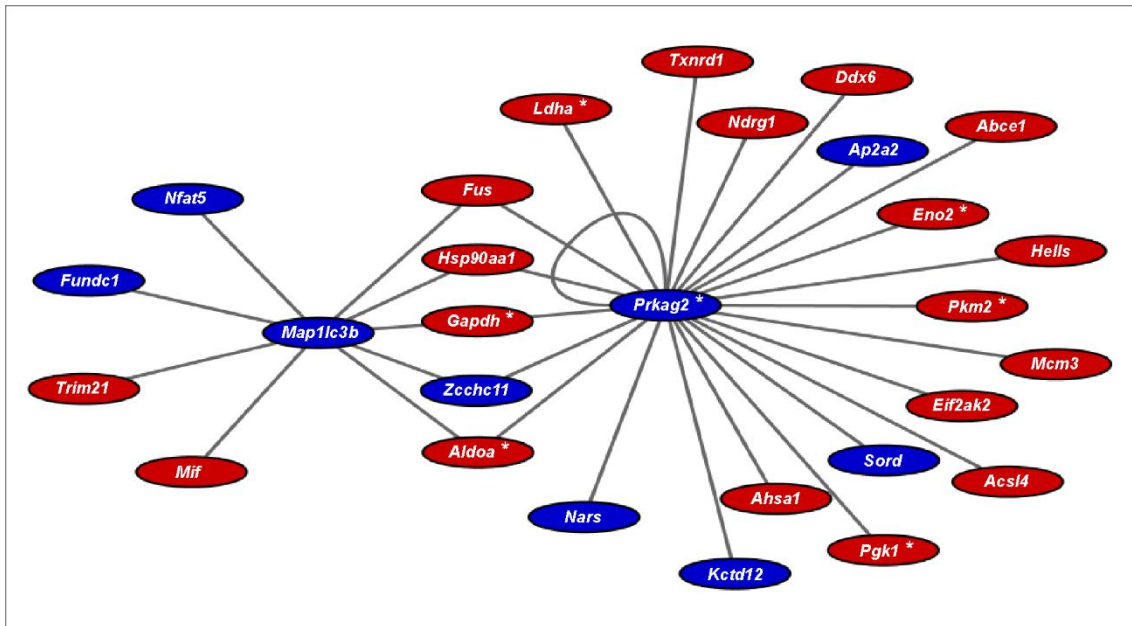 Txnrd1
Ddx6
Ldha *
Ndrg1
Abce1
Ap2a2
Fus
Nfat5
Eno2 *
Hells
Hsp90aa1
Fundc1
Prkag2 *
Pkm2 *
Gapdh *
Map1lc3b
Mcm3
Trim21
Zcchc11
Eif2ak2
Aldoa *
Sord
Mif
Acsl4
Ahsa1
Nars
Pgk1 *
Kctd12